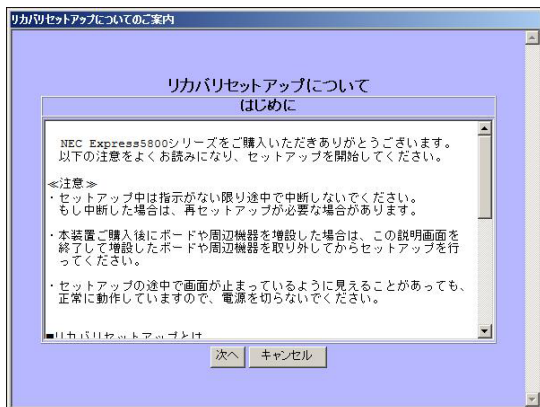 リカバリセットアップについてのご案内
リカバリセットアップについて
はじめに
NEC Express5800シリーズをご購入いただきありがとうございます。
以下の注意をよくお読みになり、セットアップを開始してください。
≪注意≫
・セットアップ中は指示がない限り途中で中断しないでください。
もし中断した場合は、再セットアップが必要な場合があります。
・本装置ご購入後にボードや周辺機器を増設した場合は、この説明画面を
終了して増設したボードや周辺機器を取り外してからセットアップを行
ってください。
・セットアップの途中で画面が止まっているように見えることがあっても、
正常に動作していますので、電源を切らないでください。
■リカバリセットアップとは
次へ キャンセル